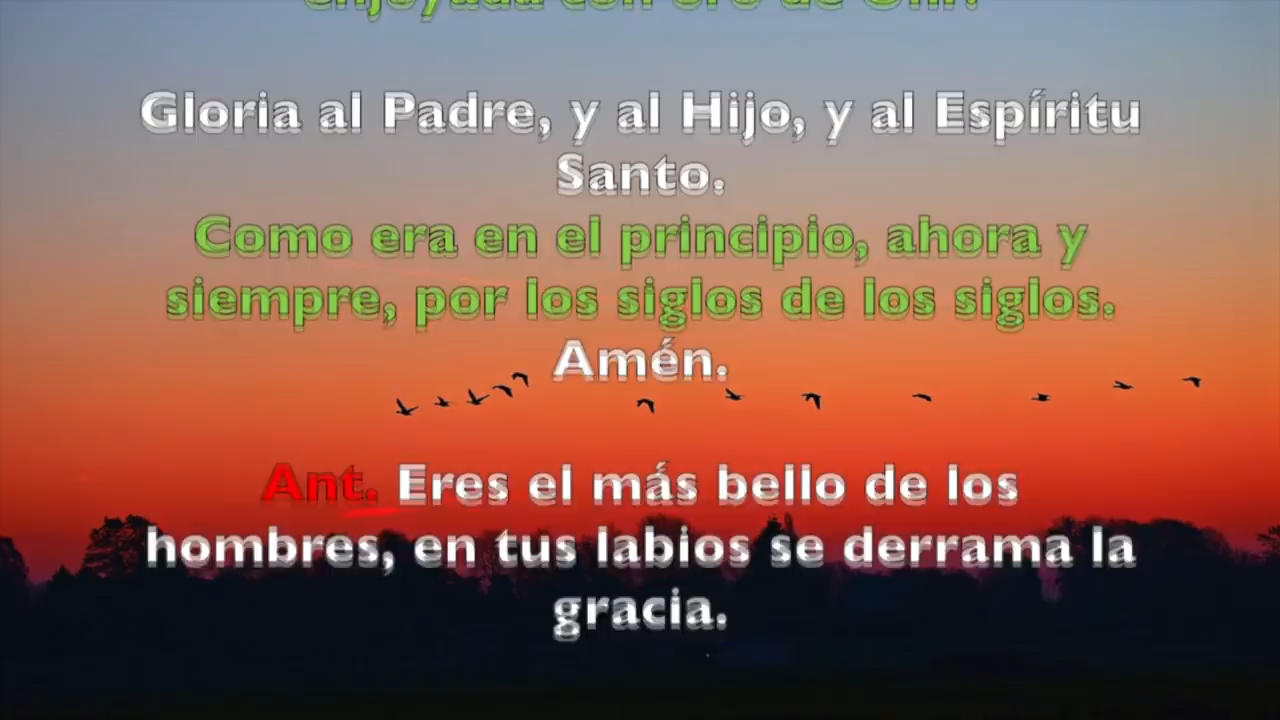 enjoyada con oro de Ofir.
Gloria al Padre, y al Hijo, y al Espíritu
Santo.
Como era en el principio, ahora y
siempre, por los siglos de los siglos.
Amén.
Ant. Eres el más bello de los
hombres, en tus labios se derrama la
gracia.